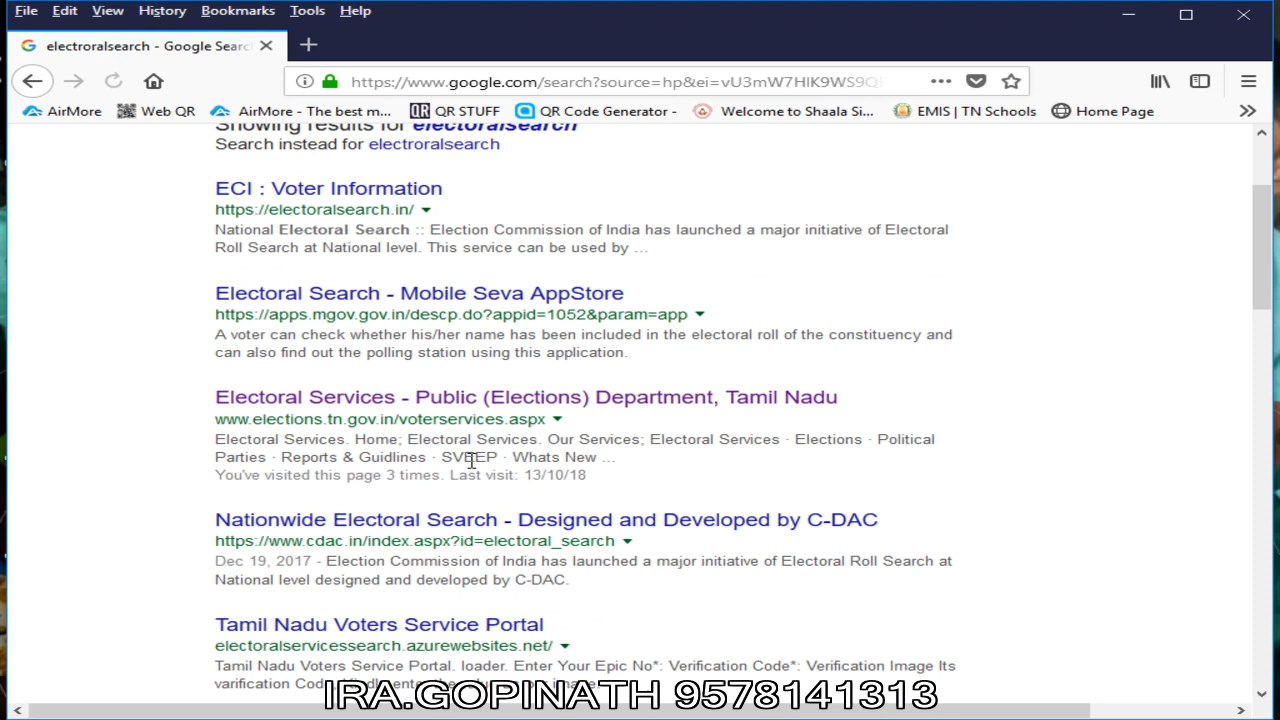 File Edit View History Bookmarks Tools Help
electroralsearch - Google Searc
https://www.google.com/search?source=hp&ei=vU3mW7HIK9WS9QF
AirMore Web QR AirMore - The best m... QR STUFF QR Code Generator - Welcome to Shaala Si... EMIS | TN Schools Home Page
Showing results for electoralsearch
Search instead for electroralsearch
ECI : Voter Information
https://electoralsearch.in/
National Electoral Search :: Election Commission of India has launched a major initiative of Electoral
Roll Search at National level. This service can be used by ...
Electoral Search - Mobile Seva AppStore
https://apps.mgov.gov.in/descp.do?appid=1052&param=app
A voter can check whether his/her name has been included in the electoral roll of the constituency and
can also find out the polling station using this application.
Electoral Services - Public (Elections) Department, Tamil Nadu
www.elections.tn.gov.in/voterservices.aspx
Electoral Services. Home; Electoral Services. Our Services; Electoral Services · Elections · Political
Parties · Reports & Guidlines · SVEEP · Whats New ...
You've visited this page 3 times. Last visit: 13/10/18
Nationwide Electoral Search - Designed and Developed by C-DAC
https://www.cdac.in/index.aspx?id=electoral_search
Dec 19, 2017 - Election Commission of India has launched a major initiative of Electoral Roll Search at
National level designed and developed by C-DAC.
Tamil Nadu Voters Service Portal
electoralservicessearch.azurewebsites.net/
Tamil Nadu Voters Service Portal. loader. Enter Your Epic No*: Verification Code*: Verification Image Its
varification Cod
IRA.GOPINATH 9578141313